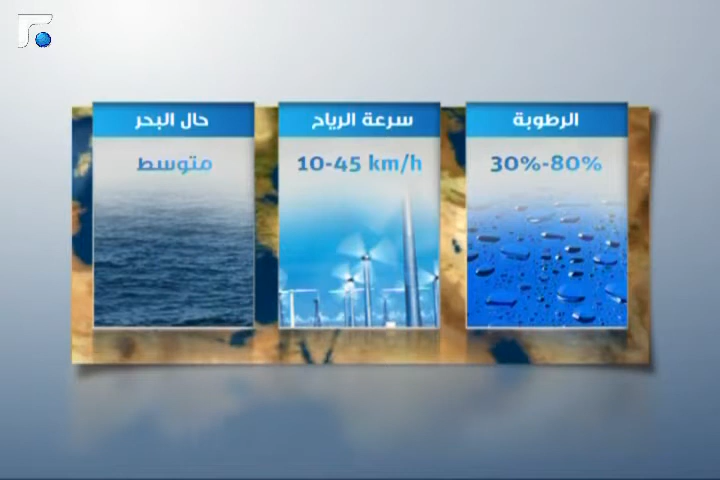 الرطوبة
30%-80%
سرعة الرياح
10-45 km/h
حال البحر
متوسط